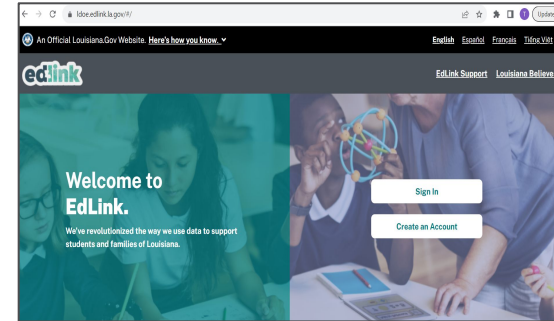 ldoe.edlink.la.gov/#/
T
Update
An Official Louisiana.Gov Website. Here's how you know.
English Español Français Tiếng Việt
edlink
EdLink Support Louisiana Believe
Welcome to
EdLink.
We've revolutionized the way we use data to support
students and families of Louisiana.
Sign In
Create an Account